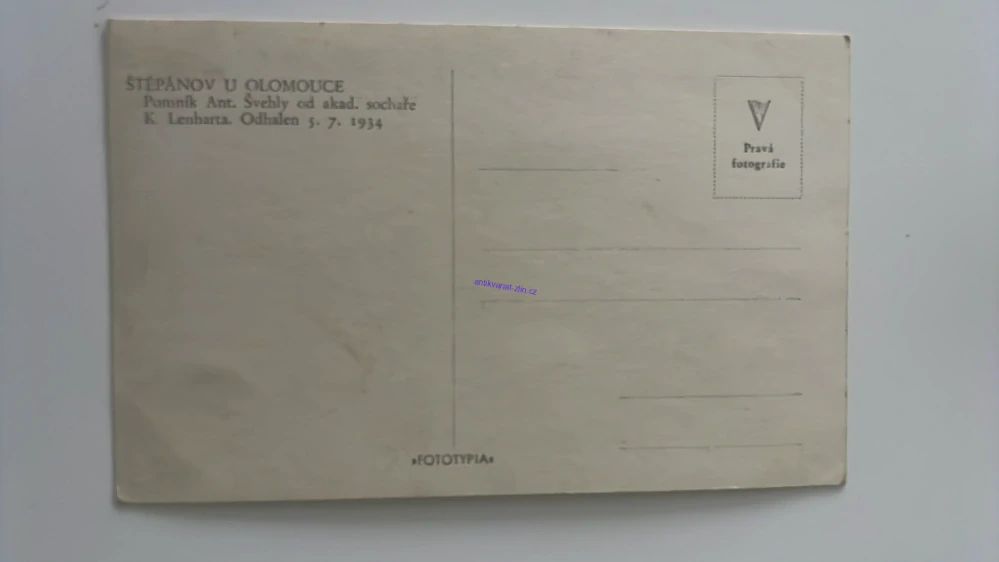 ŠTĚPÁNOV U OLOMOUCE
Pomník Ant. Švehly od akad. sochaře
K. Lenharta. Odhalen 5. 7. 1934
Pravá
fotografie
antikvariat-zlin.cz
»FOTOTYPIA«